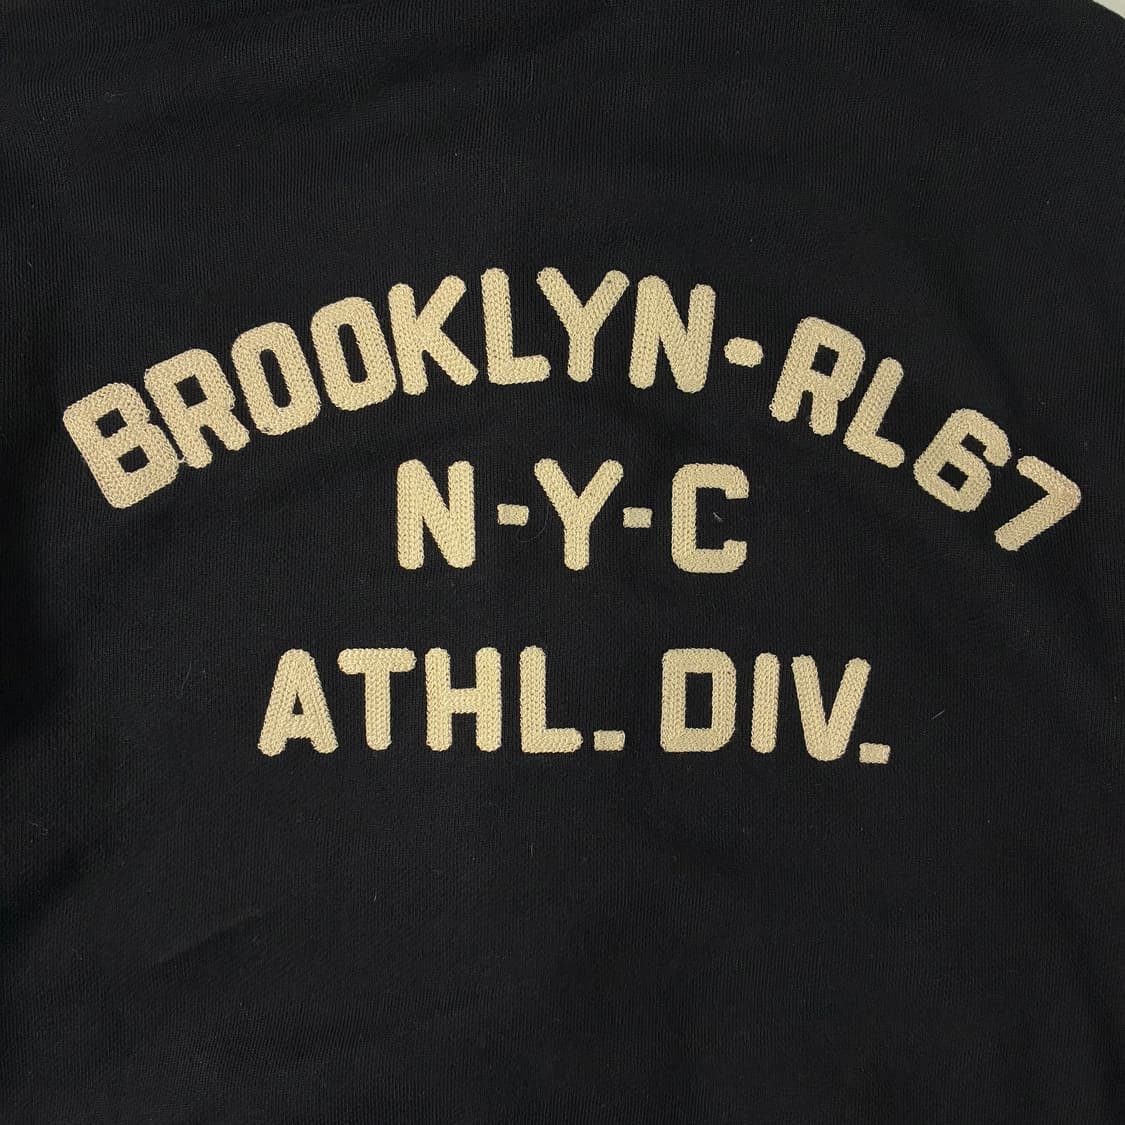 BROOKLYN-RL67
N-Y-C
ATHL. DIV.